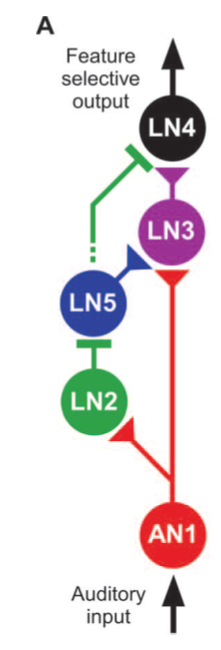 A
Feature
selective
output
LN4
LN3
LN5
LN2
AN1
Auditory
input